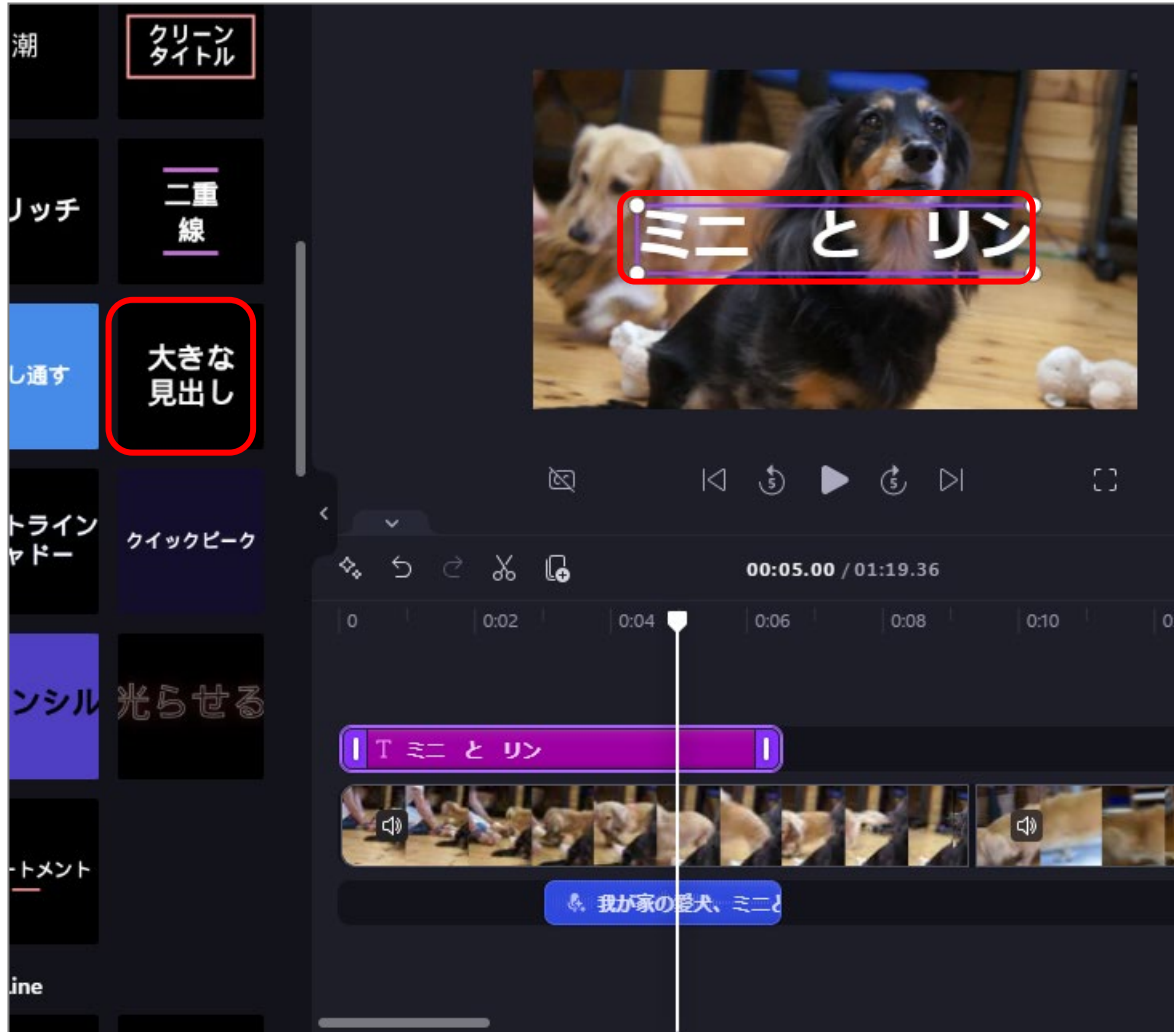 潮
クリーン
タイトル
リッチ
二重
線
し通す
大きな
見出し
トライン
ャドー
クイックピーク
ンシル
光らせる
ートメント
ine
ミニ と リン
5
5
00:05.00 / 01:19.36
0 0:02 0:04 0:06 0:08 0:10 0
T ミニ と リン
我が家の愛犬、ミニと